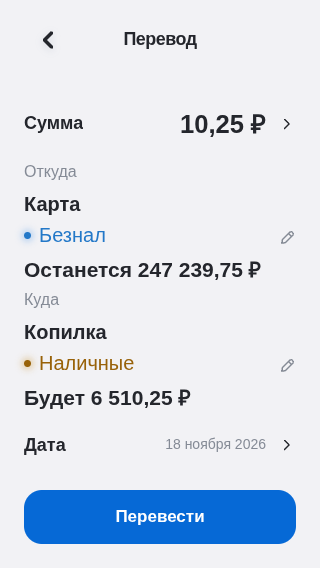 Перевод
Сумма 10,25 ₽
Откуда
Карта
Безнал
Останется 247 239,75 ₽
Куда
Копилка
Наличные
Будет 6 510,25 ₽
Дата 18 ноября 2026
Перевести